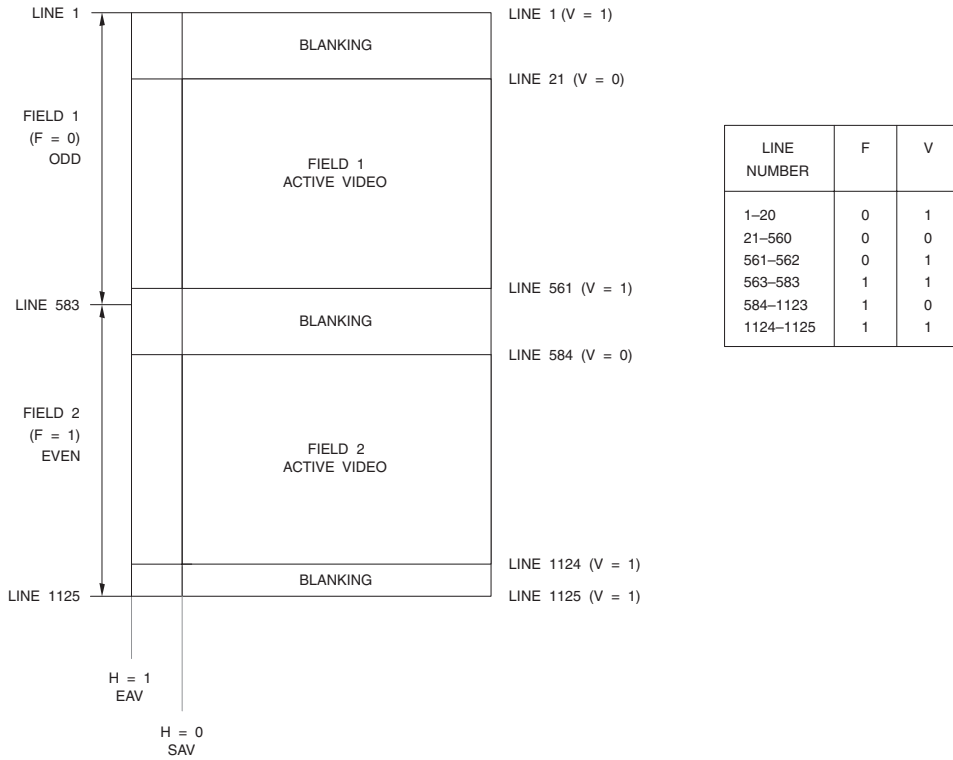 LINE 1
LINE 1 (V = 1)
BLANKING
LINE 21 (V = 0)
FIELD 1
(F = 0)
ODD
FIELD 1
ACTIVE VIDEO
LINE 583
LINE 561 (V = 1)
BLANKING
LINE 584 (V = 0)
FIELD 2
(F = 1)
EVEN
FIELD 2
ACTIVE VIDEO
LINE 1124 (V = 1)
BLANKING
LINE 1125
LINE 1125 (V = 1)
H = 1
EAV
H = 0
SAV
LINE NUMBER F V
1–20 0 1
21–560 0 0
561–562 0 1
563–583 1 1
584–1123 1 0
1124–1125 1 1